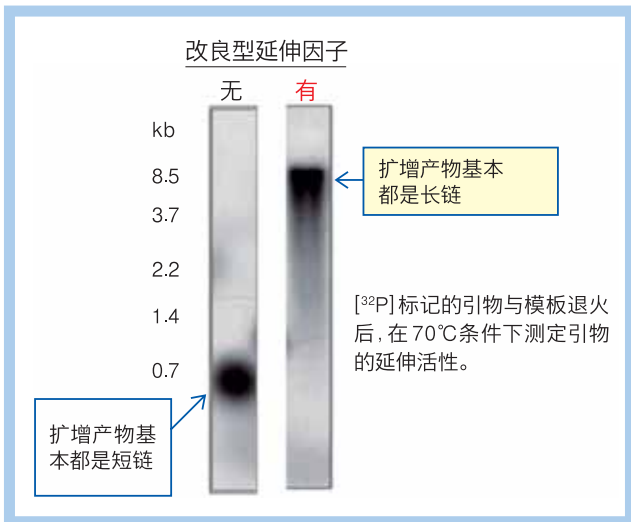 改良型延伸因子
无 有
kb
8.5
3.7
2.2
1.4
0.7
扩增产物基本
都是长链
[³²P]标记的引物与模板退火
后，在70℃条件下测定引物
的延伸活性。
扩增产物基
本都是短链